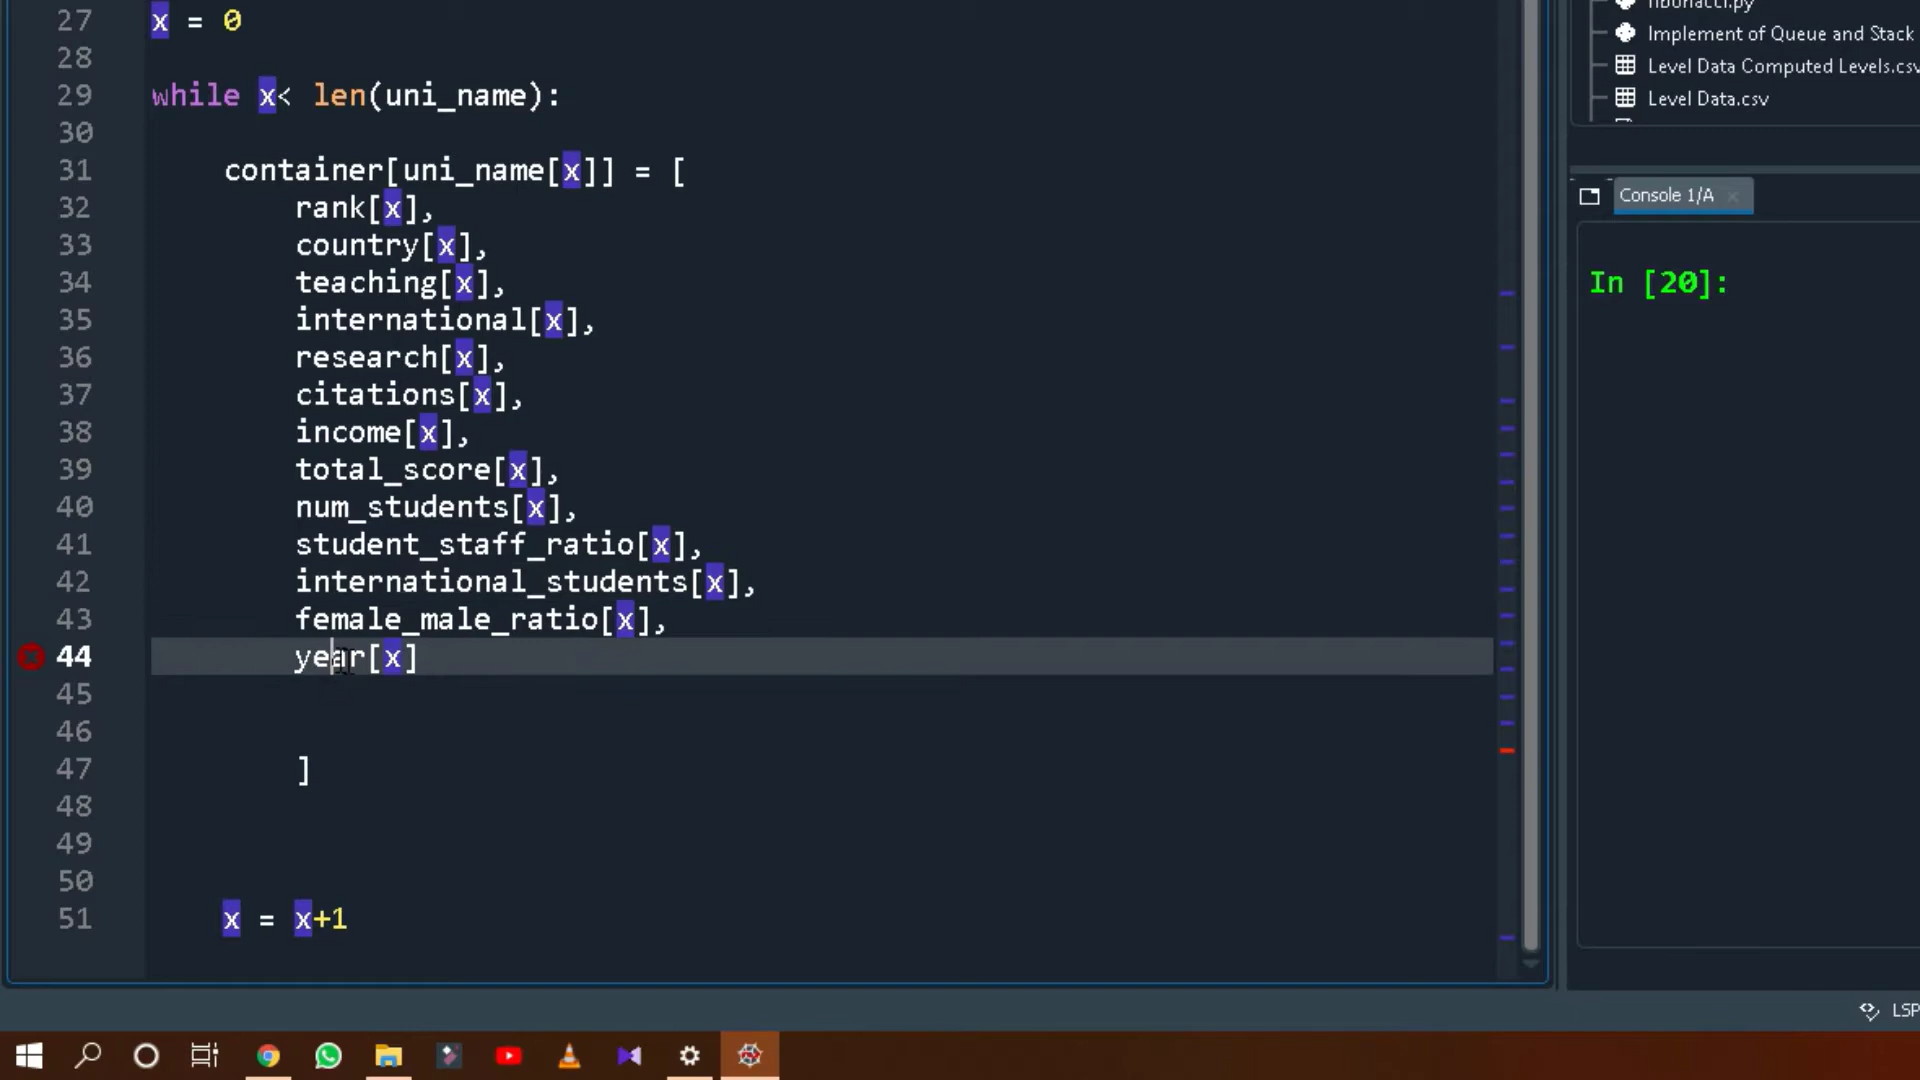 27 x = 0
28
29 while x< len(uni_name):
30
31 container[uni_name[x]] = [
32 rank[x],
33 country[x],
34 teaching[x],
35 international[x],
36 research[x],
37 citations[x],
38 income[x],
39 total_score[x],
40 num_students[x],
41 student_staff_ratio[x],
42 international_students[x],
43 female_male_ratio[x],
44 year[x]
45
46
47 ]
48
49
50
51 x = x+1
fibonacci.py
Implement of Queue and Stack
Level Data Computed Levels.csv
Level Data.csv
Console 1/A
In [20]:
LSP